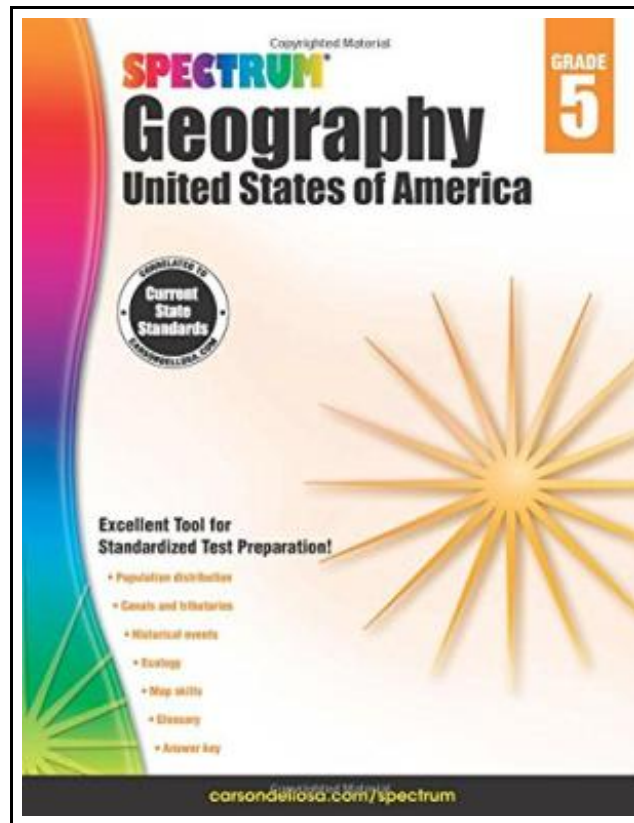 Copyrighted Material
SPECTRUM®
Geography
United States of America
GRADE
5
CORRELATED TO
Current
State
Standards
CARSONDELLOSA.COM
Excellent Tool for
Standardized Test Preparation!
• Population distribution
• Canals and tributaries
• Historical events
• Ecology
• Map skills
• Glossary
• Answer key
Copyrighted Material
carsondellosa.com/spectrum